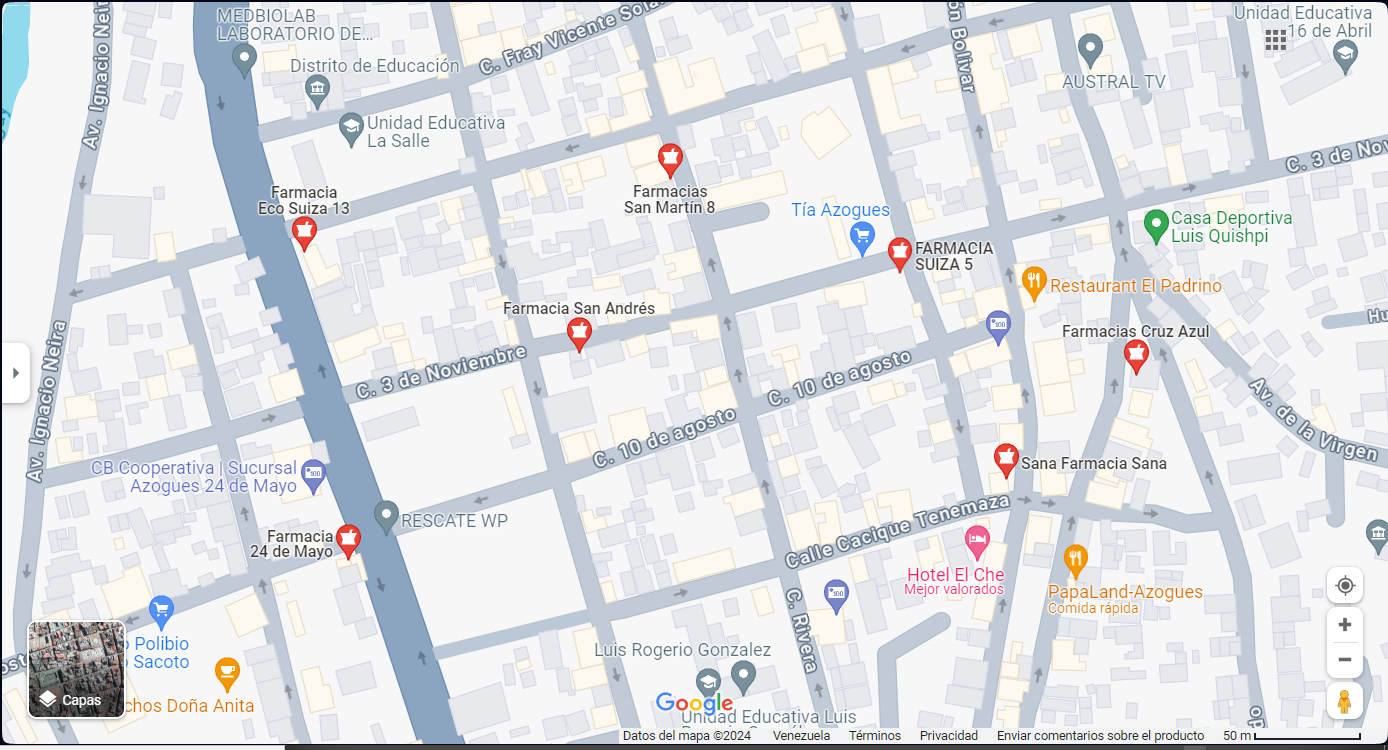 MEDBIOLAB
LABORATORIO DE...
Distrito de Educación
Unidad Educativa
La Salle
C. Fray Vicente Sola
Av. Ignacio Neir
ón Bolívar
Unidad Educativa
16 de Abril
AUSTRAL TV
C. 3 de Nov
Farmacia
Eco Suiza 13
Farmacias
San Martín 8
Tía Azogues
FARMACIA
SUIZA 5
Casa Deportiva
Luis Quishpi
Restaurant El Padrino
Farmacia San Andrés
Farmacias Cruz Azul
Hu
Av. Ignacio Neira
C. 3 de Noviembre
C. 10 de agosto
C. 10 de agosto
Av. de la Virgen
CB Cooperativa | Sucursal
Azogues 24 de Mayo
Sana Farmacia Sana
RESCATE WP
Farmacia
24 de Mayo
Calle Cacique Tenemaza
Hotel El Che
Mejor valorados
PapaLand-Azogues
Comida rápida
C. Rivera
o Polibio
o Sacoto
ost
Luis Rogerio Gonzalez
Capas
chos Doña Anita
Google
Unidad Educativa Luis
Datos del mapa ©2024
Venezuela
Términos
Privacidad
Enviar comentarios sobre el producto
50 m